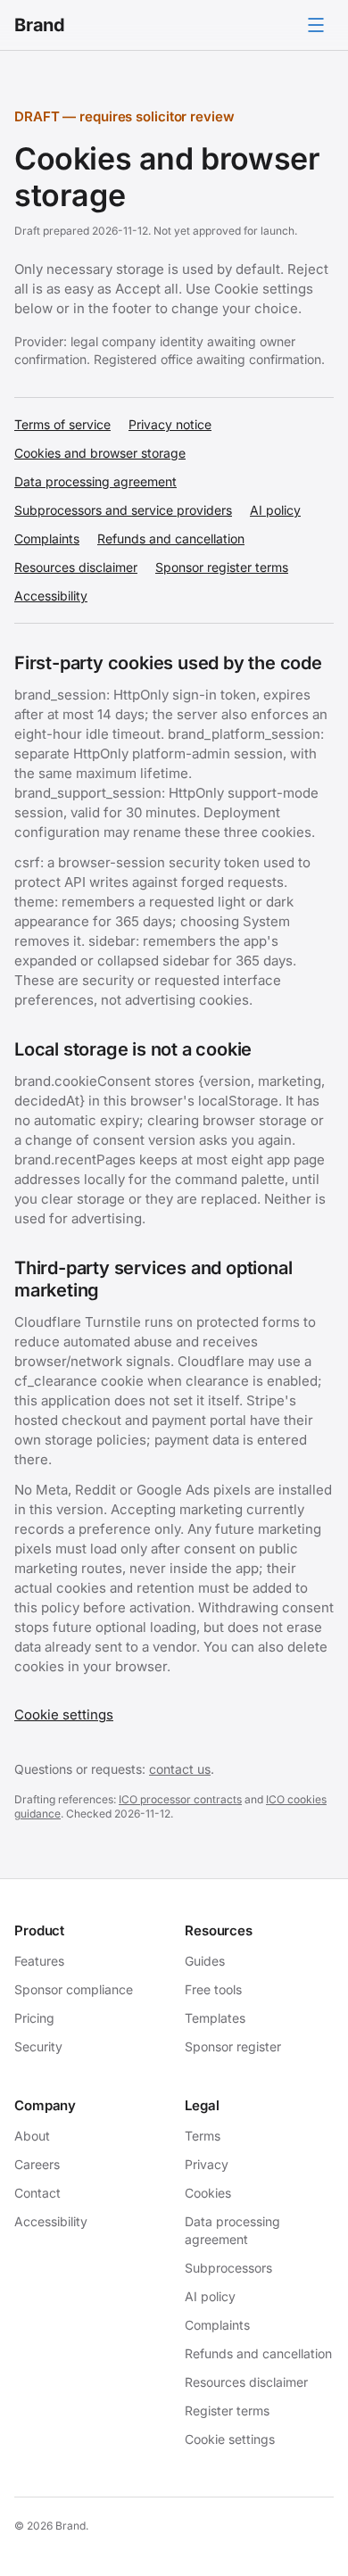 Brand
DRAFT — requires solicitor review
Cookies and browser
storage
Draft prepared 2026-11-12. Not yet approved for launch.
Only necessary storage is used by default. Reject
all is as easy as Accept all. Use Cookie settings
below or in the footer to change your choice.
Provider: legal company identity awaiting owner
confirmation. Registered office awaiting confirmation.
Terms of service Privacy notice
Cookies and browser storage
Data processing agreement
Subprocessors and service providers AI policy
Complaints Refunds and cancellation
Resources disclaimer Sponsor register terms
Accessibility
First-party cookies used by the code
brand_session: HttpOnly sign-in token, expires
after at most 14 days; the server also enforces an
eight-hour idle timeout. brand_platform_session:
separate HttpOnly platform-admin session, with
the same maximum lifetime.
brand_support_session: HttpOnly support-mode
session, valid for 30 minutes. Deployment
configuration may rename these three cookies.
csrf: a browser-session security token used to
protect API writes against forged requests.
theme: remembers a requested light or dark
appearance for 365 days; choosing System
removes it. sidebar: remembers the app's
expanded or collapsed sidebar for 365 days.
These are security or requested interface
preferences, not advertising cookies.
Local storage is not a cookie
brand.cookieConsent stores {version, marketing,
decidedAt} in this browser's localStorage. It has
no automatic expiry; clearing browser storage or
a change of consent version asks you again.
brand.recentPages keeps at most eight app page
addresses locally for the command palette, until
you clear storage or they are replaced. Neither is
used for advertising.
Third-party services and optional
marketing
Cloudflare Turnstile runs on protected forms to
reduce automated abuse and receives
browser/network signals. Cloudflare may use a
cf_clearance cookie when clearance is enabled;
this application does not set it itself. Stripe's
hosted checkout and payment portal have their
own storage policies; payment data is entered
there.
No Meta, Reddit or Google Ads pixels are installed
in this version. Accepting marketing currently
records a preference only. Any future marketing
pixels must load only after consent on public
marketing routes, never inside the app; their
actual cookies and retention must be added to
this policy before activation. Withdrawing consent
stops future optional loading, but does not erase
data already sent to a vendor. You can also delete
cookies in your browser.
Cookie settings
Questions or requests: contact us.
Drafting references: ICO processor contracts and ICO cookies
guidance. Checked 2026-11-12.
Product
Features
Sponsor compliance
Pricing
Security
Resources
Guides
Free tools
Templates
Sponsor register
Company
About
Careers
Contact
Accessibility
Legal
Terms
Privacy
Cookies
Data processing
agreement
Subprocessors
AI policy
Complaints
Refunds and cancellation
Resources disclaimer
Register terms
Cookie settings
© 2026 Brand.